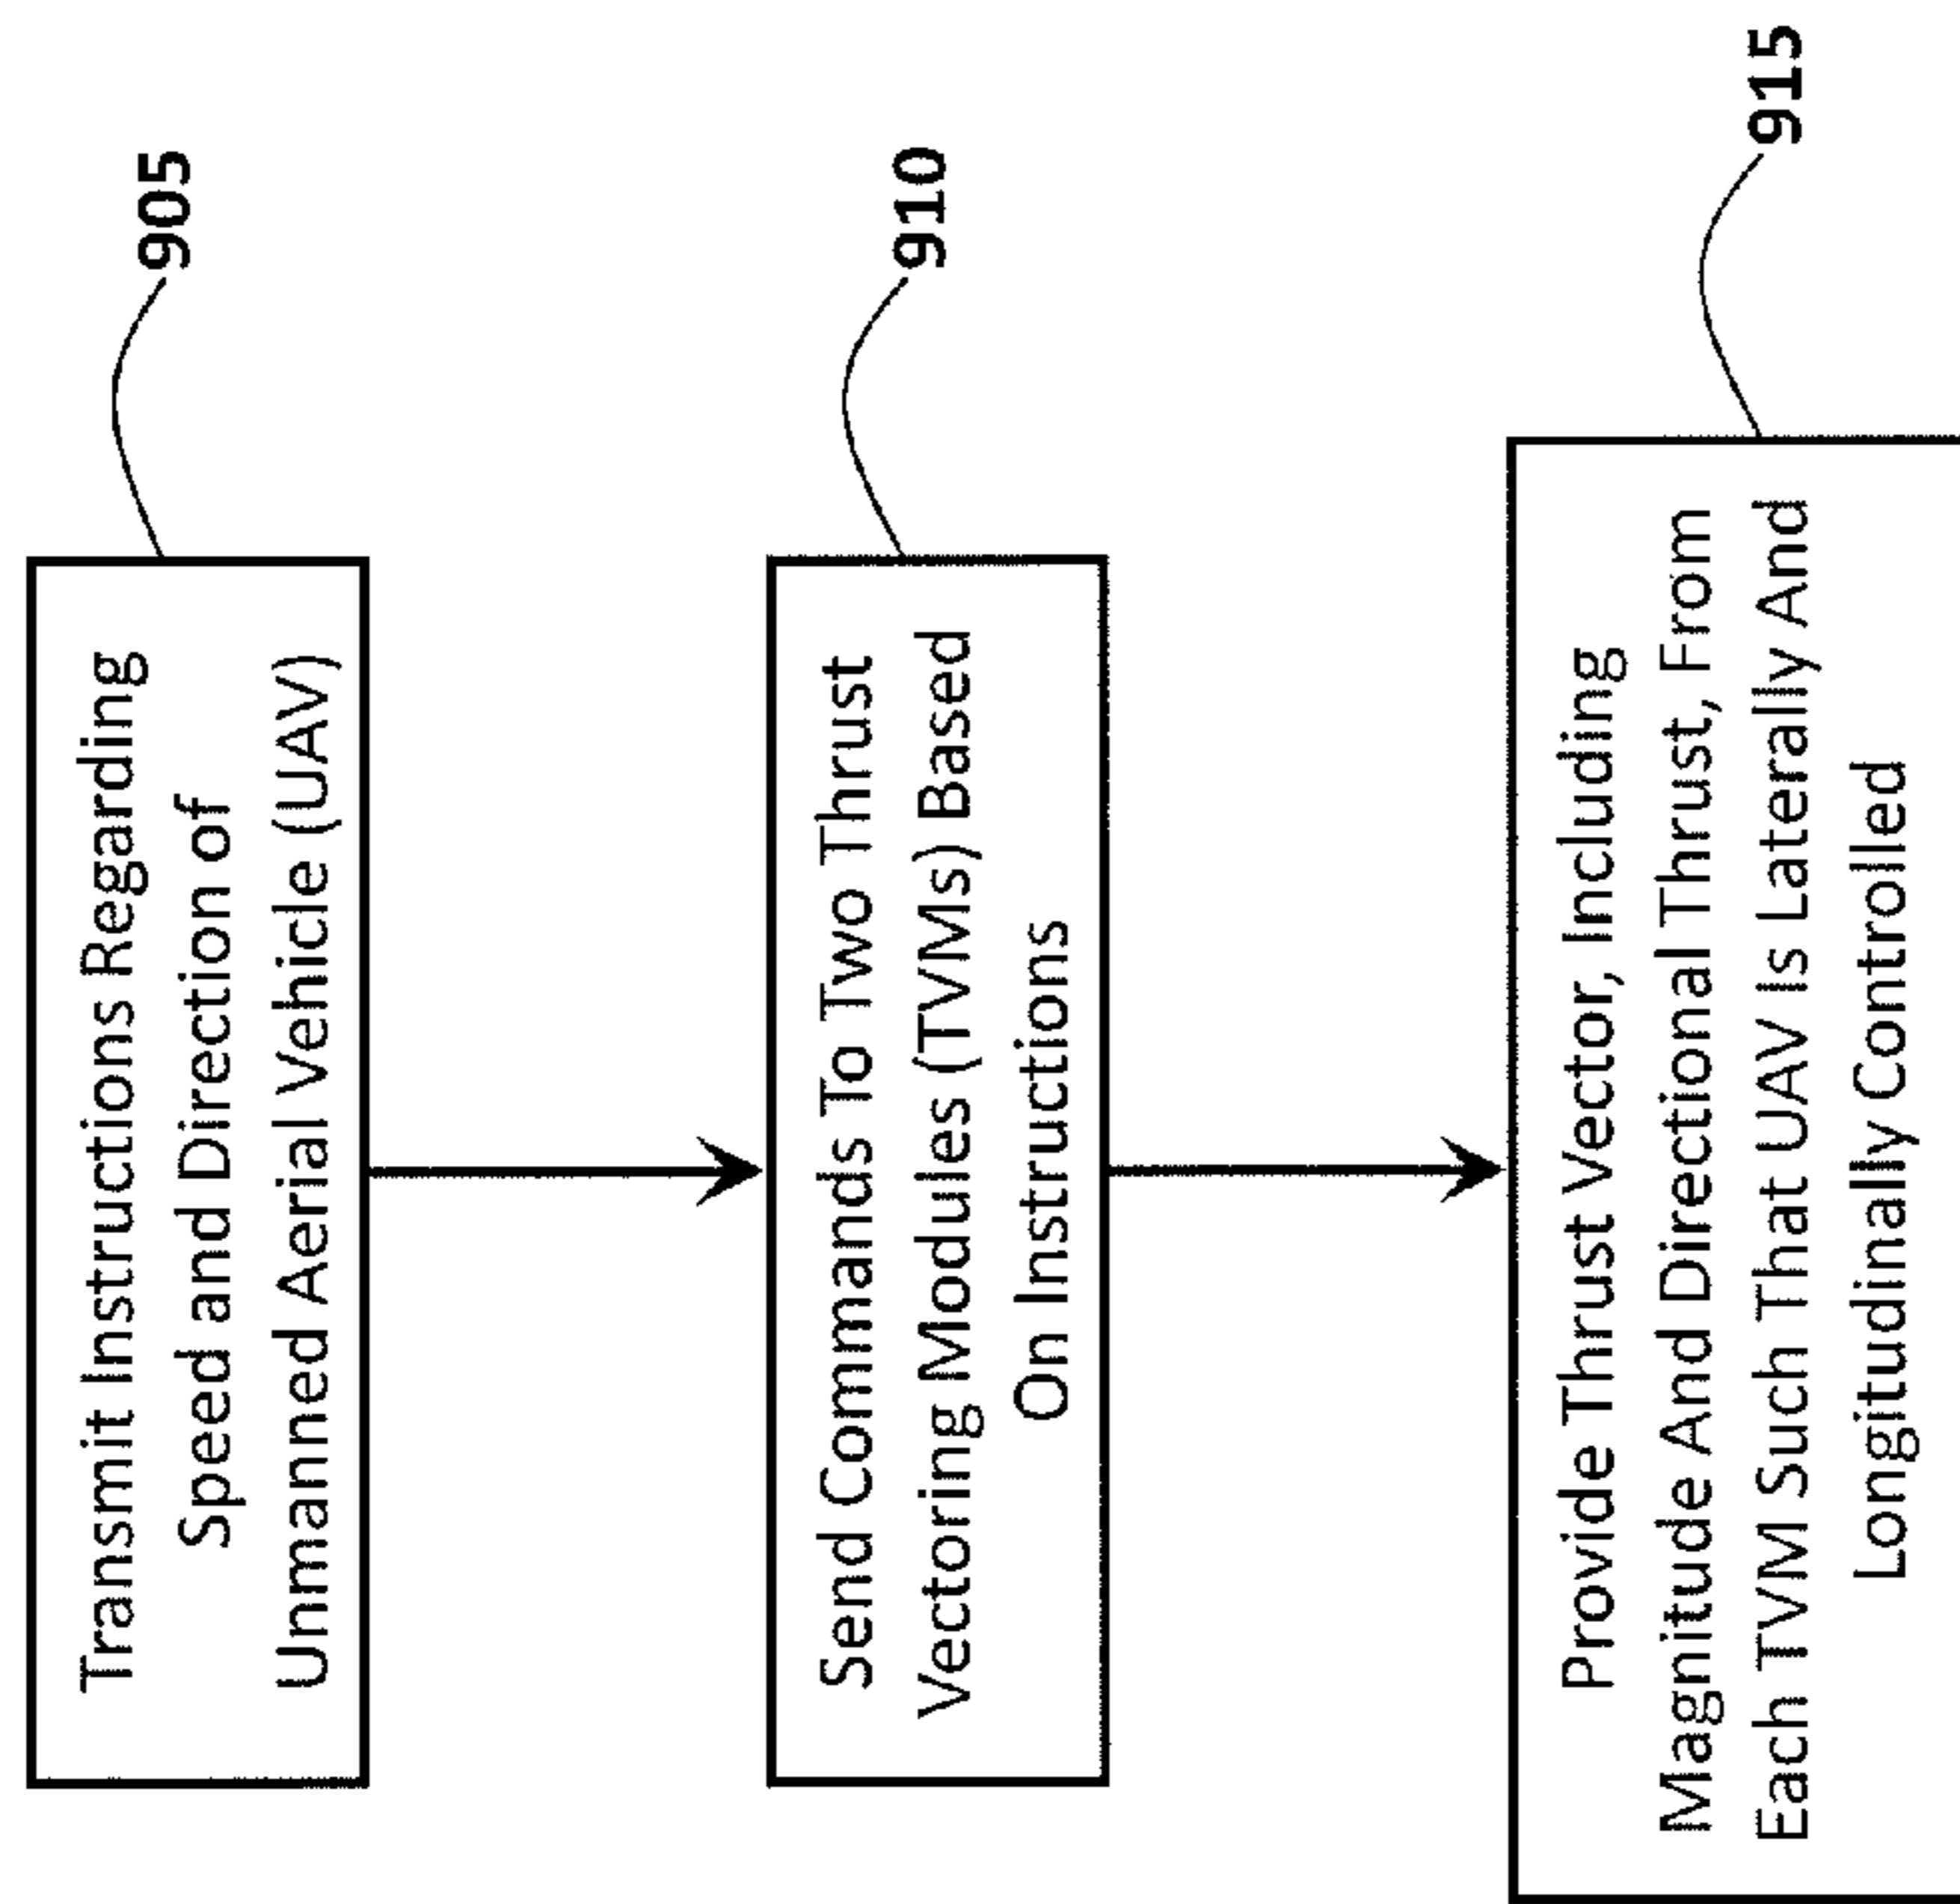 Transmit Instructions Regarding
Speed and Direction of
Unmanned Aerial Vehicle (UAV)
905
Send Commands To Two Thrust
Vectoring Modules (TVMs) Based
On Instructions
910
Provide Thrust Vector, Including
Magnitude And Directional Thrust, From
Each TVM Such That UAV is Laterally And
Longitudinally Controlled
915